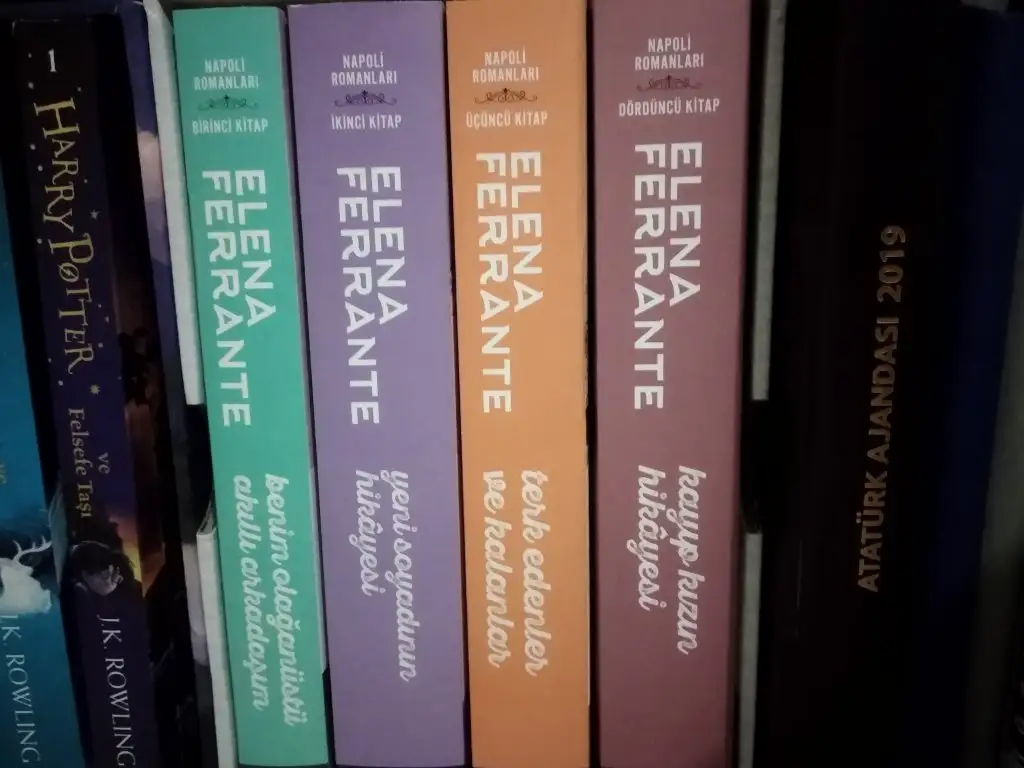 J.K. ROWLING
1
HARRY POTTER
ve
Felsefe Taşı
J.K. ROWLING
NAPOLİ
ROMANLARI
BİRİNCİ KİTAP
ELENA
FERRANTE
benim olağanüstü
akıllı arkadaşım
NAPOLİ
ROMANLARI
İKİNCİ KİTAP
ELENA
FERRANTE
yeni soyadının
hikâyesi
NAPOLİ
ROMANLARI
ÜÇÜNCÜ KİTAP
ELENA
FERRANTE
terk edenler
ve kalanlar
NAPOLİ
ROMANLARI
DÖRDÜNCÜ KİTAP
ELENA
FERRANTE
kayıp kızın
hikâyesi
ATATÜRK AJANDASI 2019